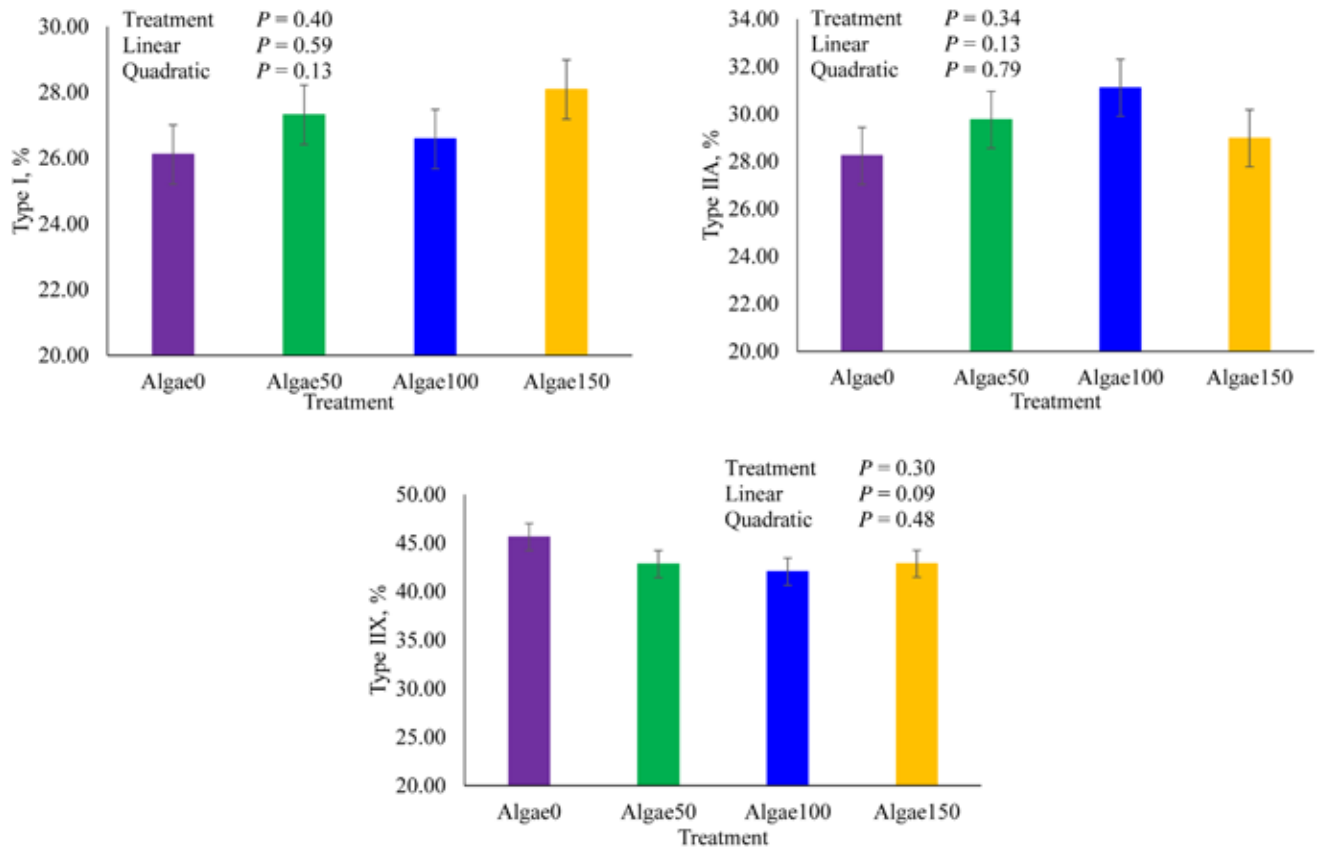 Treatment P = 0.40
Linear P = 0.59
Quadratic P = 0.13
Type I, %
30.00
28.00
26.00
24.00
22.00
20.00
Algae0 Algae50 Algae100 Algae150
Treatment
Treatment P = 0.34
Linear P = 0.13
Quadratic P = 0.79
Type IIA, %
34.00
32.00
30.00
28.00
26.00
24.00
22.00
20.00
Algae0 Algae50 Algae100 Algae150
Treatment
Treatment P = 0.30
Linear P = 0.09
Quadratic P = 0.48
Type IIX, %
50.00
45.00
40.00
35.00
30.00
25.00
20.00
Algae0 Algae50 Algae100 Algae150
Treatment